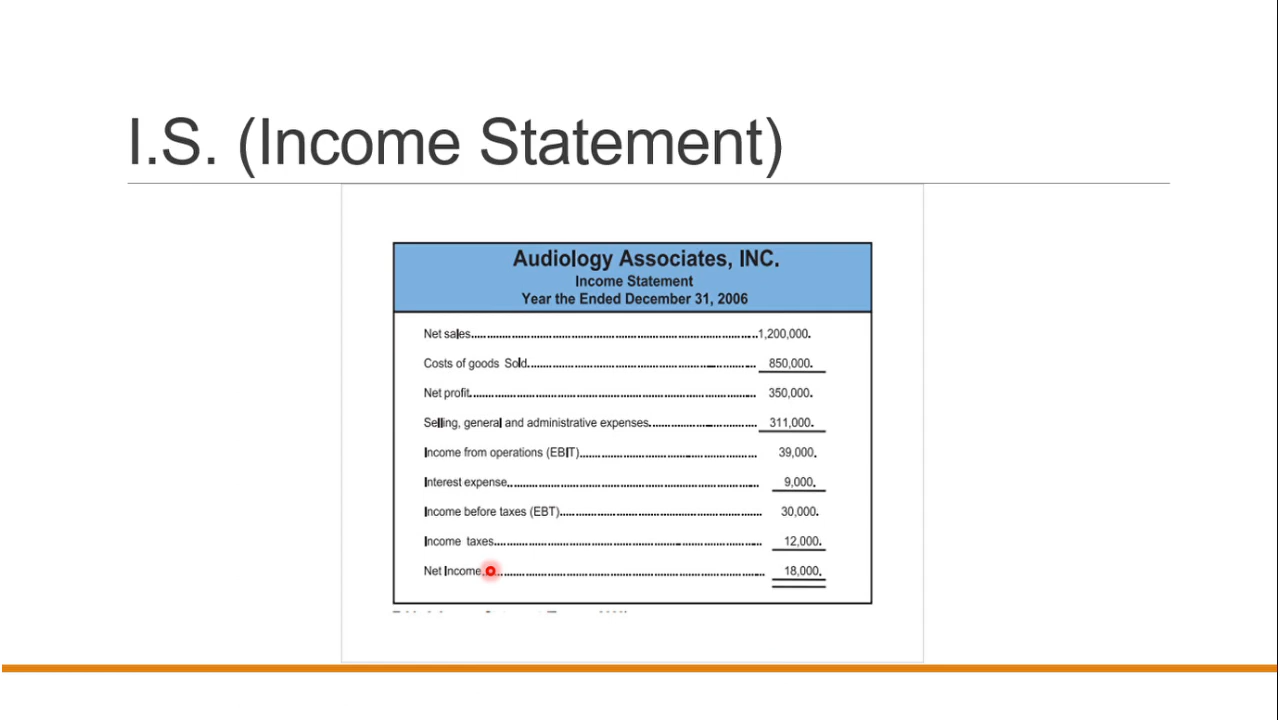 I.S. (Income Statement)
Audiology Associates, INC.
Income Statement
Year the Ended December 31, 2006
Net sales..........1,200,000.
Costs of goods Sold.......... 850,000.
Net profit.......... 350,000.
Selling, general and administrative expenses.......... 311,000.
Income from operations (EBIT).......... 39,000.
Interest expense.......... 9,000.
Income before taxes (EBT).......... 30,000.
Income taxes.......... 12,000.
Net Income.......... 18,000.